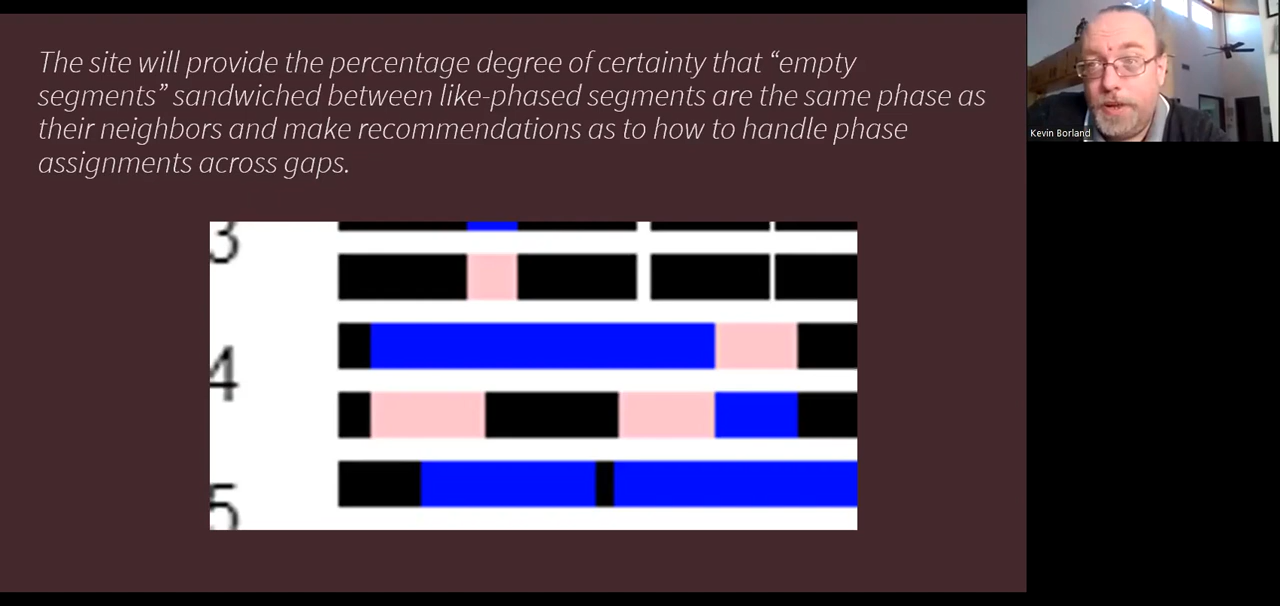 The site will provide the percentage degree of certainty that “empty
segments” sandwiched between like-phased segments are the same phase as
their neighbors and make recommendations as to how to handle phase
assignments across gaps.
Kevin Borland
3
4
5